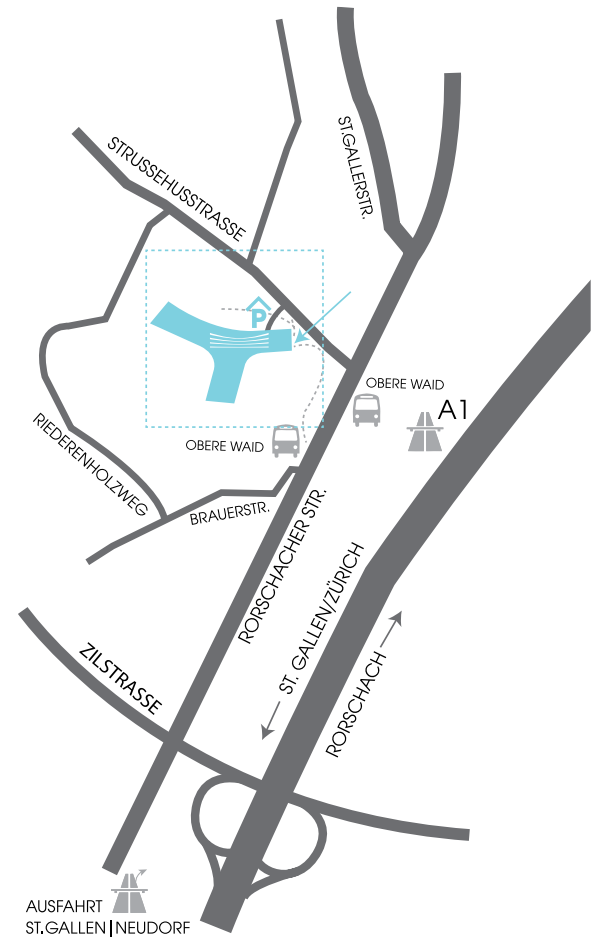 ST.GALLERSTR.
STRUSSEHUSSTRASSE
P
OBERE WAID
A1
OBERE WAID
RIEDERENHOLZWEG
BRAUERSTR.
RORSCHACHER STR.
ST. GALLEN/ZÜRICH
RORSCHACH
ZILSTRASSE
AUSFAHRT
ST.GALLEN|NEUDORF